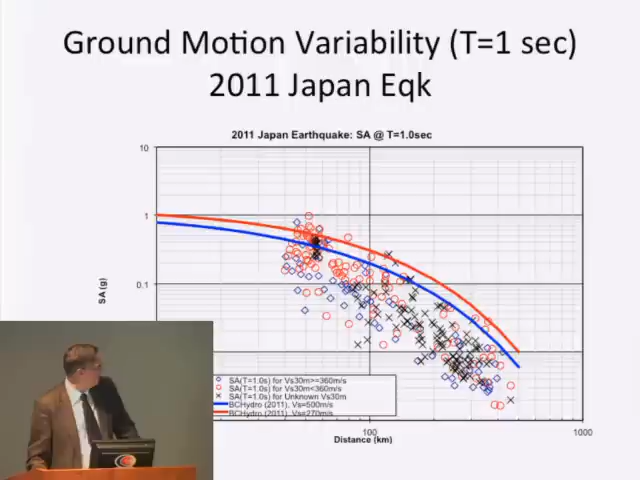 Ground Motion Variability (T=1 sec)
2011 Japan Eqk
2011 Japan Earthquake: SA @ T=1.0sec
10
1
0.1
SA (g)
SA(T=1.0s) for Vs30m>=360m/s
SA(T=1.0s) for Vs30m<360m/s
SA(T=1.0s) for Unknown Vs30m
BCHydro (2011), Vs=500m/s
BCHydro (2011), Vs=270m/s
100
1000
Distance (km)